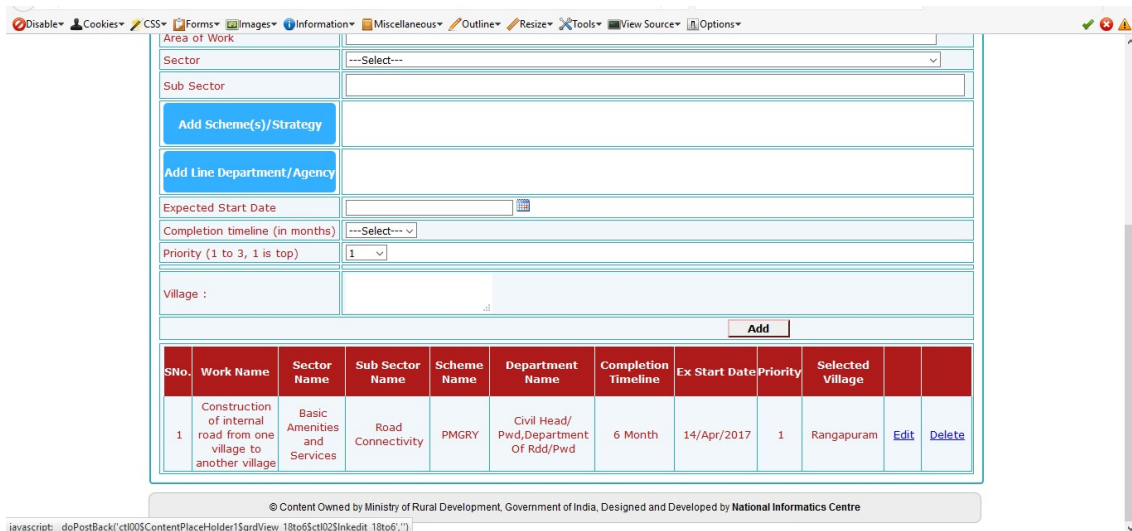 Disable Cookies CSS Forms Images Information Miscellaneous Outline Resize Tools View Source Options
Area of Work
Sector ---Select---
Sub Sector
Add Scheme(s)/Strategy
Add Line Department/Agency
Expected Start Date
Completion timeline (in months) ---Select---
Priority (1 to 3, 1 is top) 1
Village :
Add
SNo. Work Name Sector Name Sub Sector Name Scheme Name Department Name Completion Timeline Ex Start Date Priority Selected Village
1 Construction of internal road from one village to another village Basic Amenities and Services Road Connectivity PMGRY Civil Head/ Pwd,Department Of Rdd/Pwd 6 Month 14/Apr/2017 1 Rangapuram Edit Delete
© Content Owned by Ministry of Rural Development, Government of India, Designed and Developed by National Informatics Centre
javascript:__doPostBack('ctl00$ContentPlaceHolder1$grdView_18to6$ctl02$lnkedit_18to6','')